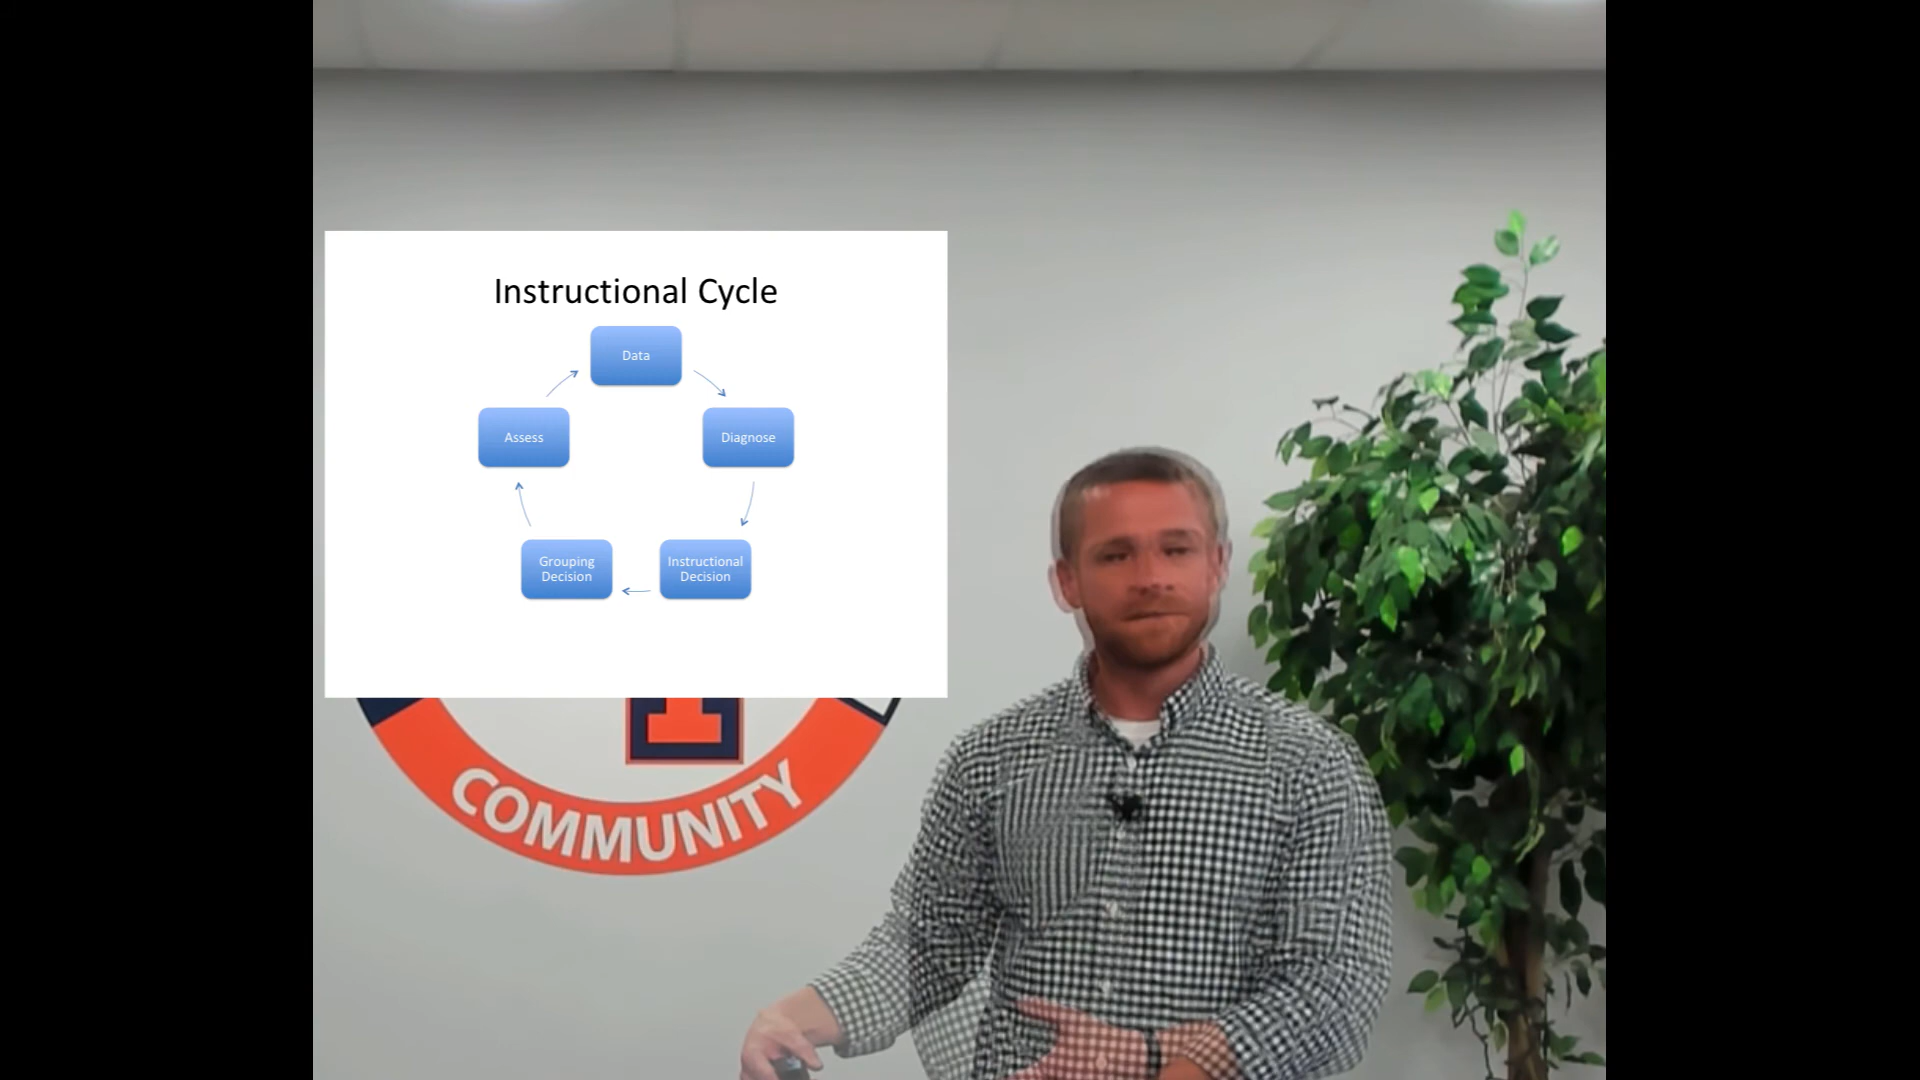 Instructional Cycle
Data
Diagnose
Instructional
Decision
Grouping
Decision
Assess
COMMUNITY